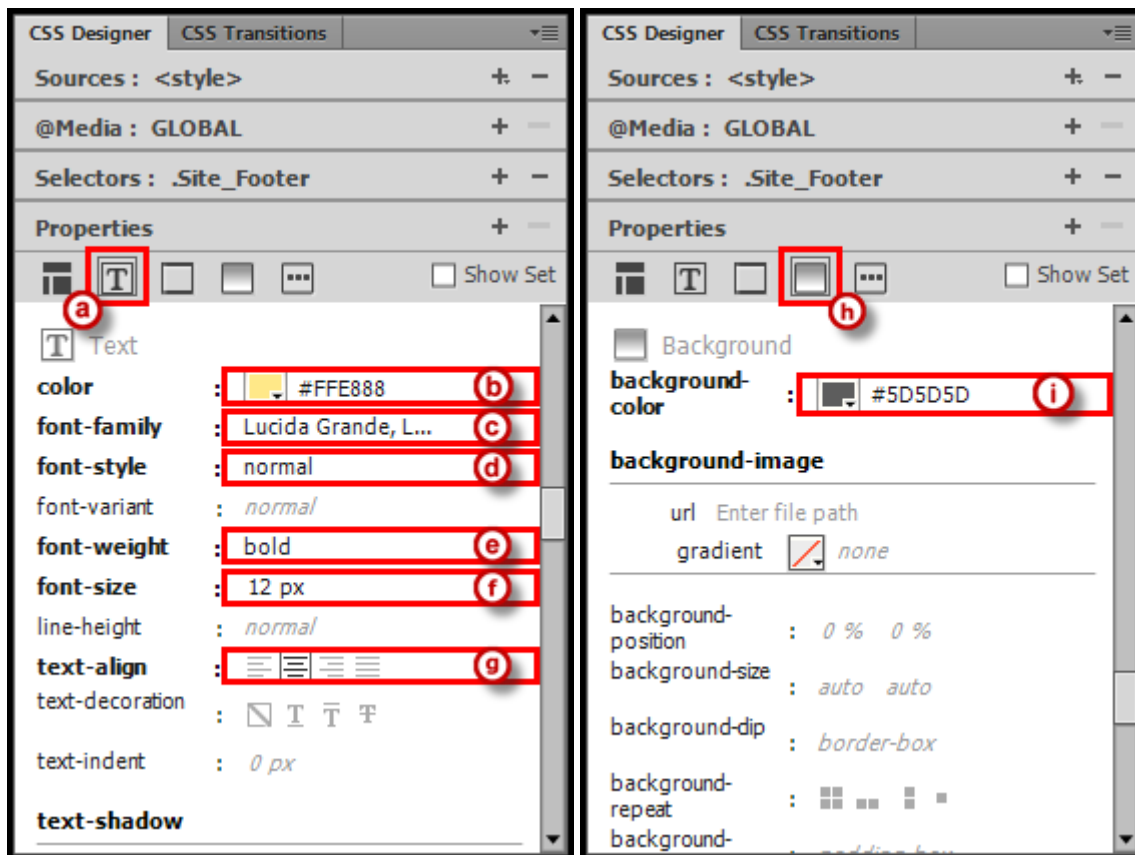 CSS Designer CSS Transitions
Sources : <style>
@Media : GLOBAL
Selectors : .Site_Footer
Properties
T Show Set
a
T Text
color : #FFE888 b
font-family : Lucida Grande, L... c
font-style : normal d
font-variant : normal
font-weight : bold e
font-size : 12 px f
line-height : normal
text-align : g
text-decoration : T T T
text-indent : 0 px
text-shadow
CSS Designer CSS Transitions
Sources : <style>
@Media : GLOBAL
Selectors : .Site_Footer
Properties
T Show Set
h
Background
background-
color : #5D5D5D i
background-image
url Enter file path
gradient none
background-
position : 0 % 0 %
background-size
: auto auto
background-clip
: border-box
background-
repeat :
background-